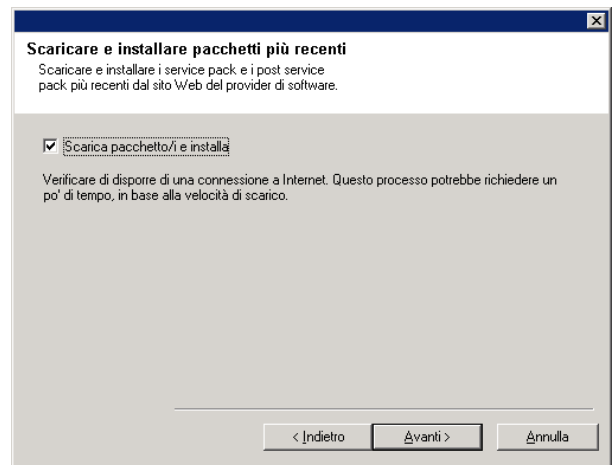 Scaricare e installare pacchetti più recenti
Scaricare e installare i service pack e i post service
pack più recenti dal sito Web del provider di software.
Scarica pacchetto/i e installa
Verificare di disporre di una connessione a Internet. Questo processo potrebbe richiedere un
po' di tempo, in base alla velocità di scarico.
< Indietro
Avanti >
Annulla